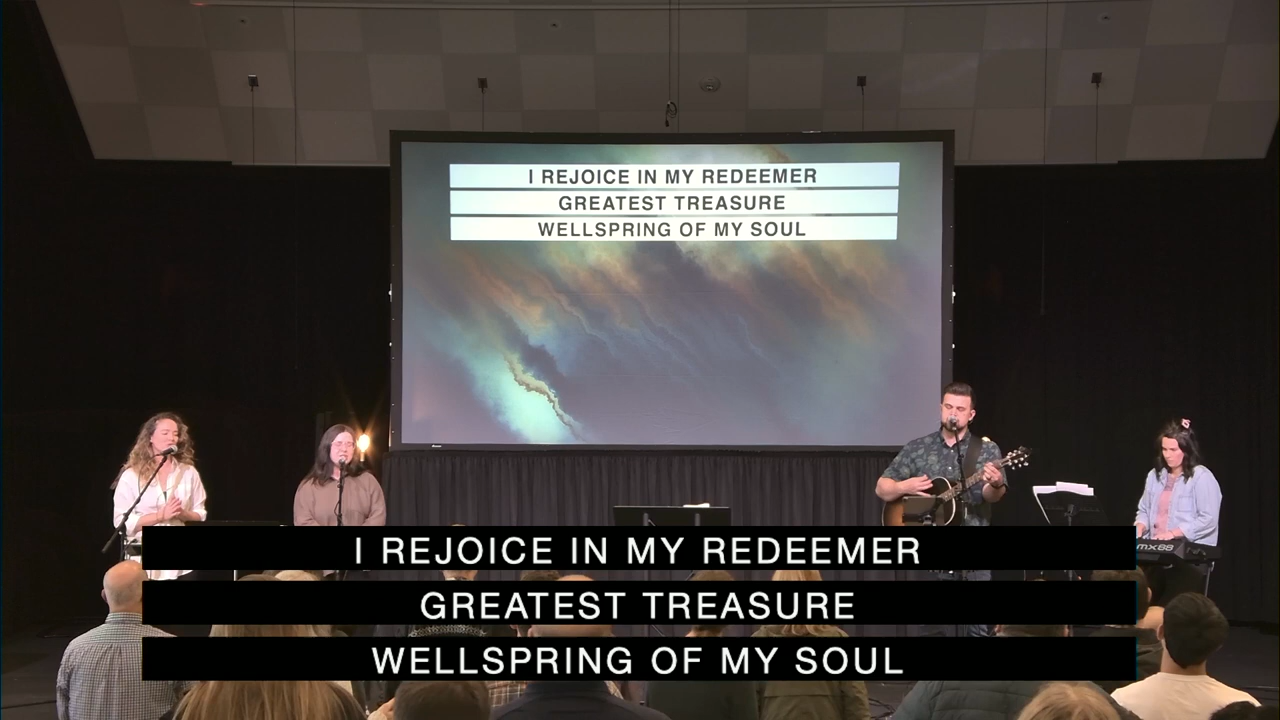 I REJOICE IN MY REDEEMER
GREATEST TREASURE
WELLSPRING OF MY SOUL
mx88
I REJOICE IN MY REDEEMER
GREATEST TREASURE
WELLSPRING OF MY SOUL